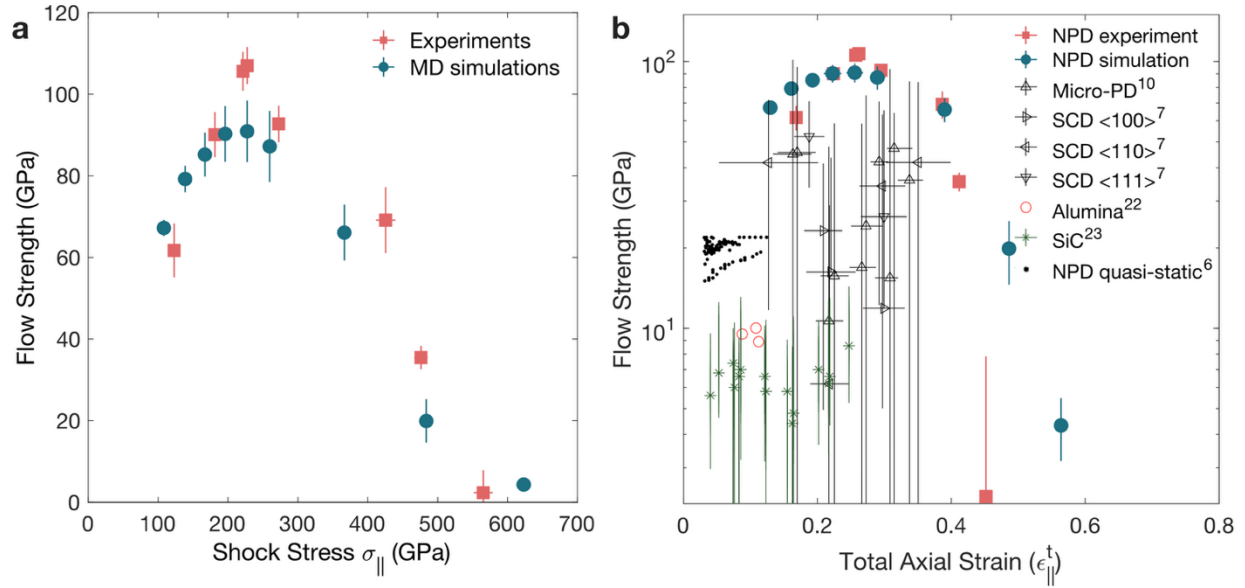 a
120
100
80
60
40
20
0
Flow Strength (GPa)
Experiments
MD simulations
0 100 200 300 400 500 600 700
Shock Stress σ|| (GPa)
b
10²
10¹
Flow Strength (GPa)
NPD experiment
NPD simulation
Micro-PD¹⁰
SCD <100>⁷
SCD <110>⁷
SCD <111>⁷
Alumina²²
SiC²³
NPD quasi-static⁶
0 0.2 0.4 0.6 0.8
Total Axial Strain (ϵᵗ||)